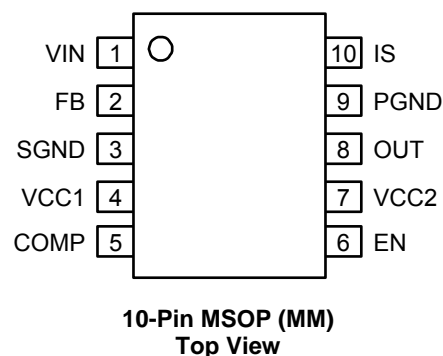 VIN 1 10 IS
FB 2 9 PGND
SGND 3 8 OUT
VCC1 4 7 VCC2
COMP 5 6 EN
10-Pin MSOP (MM)
Top View